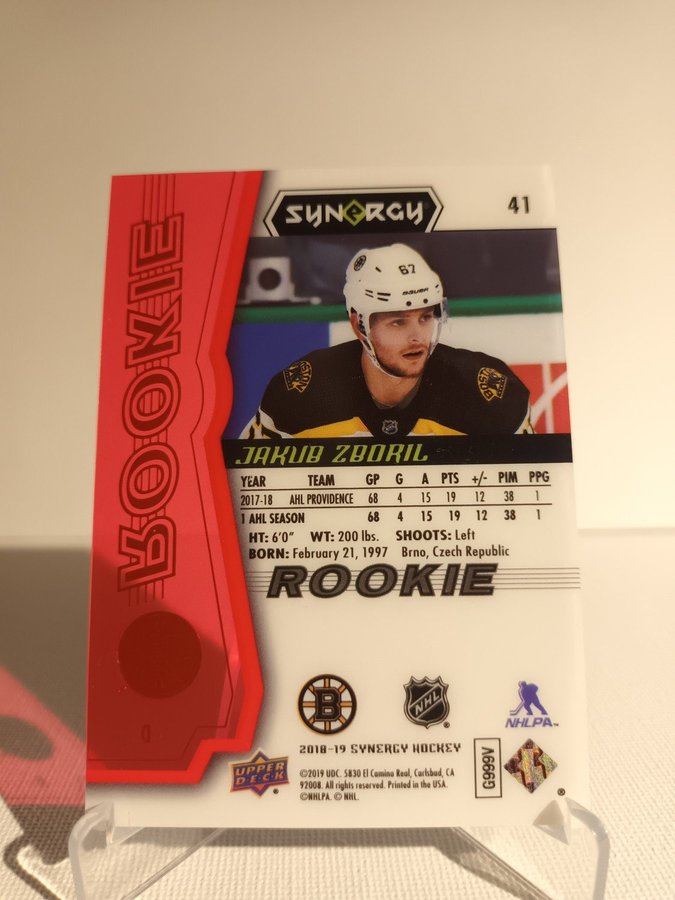 ROOKIE
SYNERGY
41
67
BAUER
JAKUB ZBORIL
YEAR TEAM GP G A PTS +/- PIM PPG
2017-18 AHL PROVIDENCE 68 4 15 19 12 38 1
1 AHL SEASON 68 4 15 19 12 38 1
HT: 6'0" WT: 200 lbs. SHOOTS: Left
BORN: February 21, 1997 Brno, Czech Republic
ROOKIE
B
NHL
NHLPA™
2018-19 SYNERGY HOCKEY
UPPER DECK ®
©2019 UDC. 5830 El Camino Real, Carlsbad, CA
92008. All rights reserved. Printed in the USA.
©NHLPA. © NHL.
G999V
®